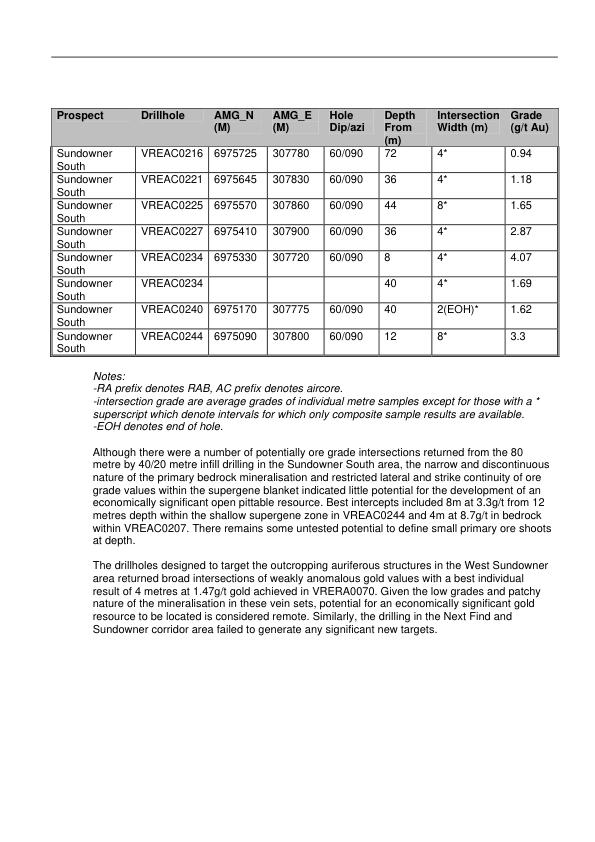 Prospect Drillhole AMG_N (M) AMG_E (M) Hole Dip/azi Depth From (m) Intersection Width (m) Grade (g/t Au)
Sundowner South VREAC0216 6975725 307780 60/090 72 4* 0.94
Sundowner South VREAC0221 6975645 307830 60/090 36 4* 1.18
Sundowner South VREAC0225 6975570 307860 60/090 44 8* 1.65
Sundowner South VREAC0227 6975410 307900 60/090 36 4* 2.87
Sundowner South VREAC0234 6975330 307720 60/090 8 4* 4.07
Sundowner South VREAC0234 40 4* 1.69
Sundowner South VREAC0240 6975170 307775 60/090 40 2(EOH)* 1.62
Sundowner South VREAC0244 6975090 307800 60/090 12 8* 3.3
Notes:
-RA prefix denotes RAB, AC prefix denotes aircore.
-intersection grade are average grades of individual metre samples except for those with a *
superscript which denote intervals for which only composite sample results are available.
-EOH denotes end of hole.
Although there were a number of potentially ore grade intersections returned from the 80
metre by 40/20 metre infill drilling in the Sundowner South area, the narrow and discontinuous
nature of the primary bedrock mineralisation and restricted lateral and strike continuity of ore
grade values within the supergene blanket indicated little potential for the development of an
economically significant open pittable resource. Best intercepts included 8m at 3.3g/t from 12
metres depth within the shallow supergene zone in VREAC0244 and 4m at 8.7g/t in bedrock
within VREAC0207. There remains some untested potential to define small primary ore shoots
at depth.
The drillholes designed to target the outcropping auriferous structures in the West Sundowner
area returned broad intersections of weakly anomalous gold values with a best individual
result of 4 metres at 1.47g/t gold achieved in VRERA0070. Given the low grades and patchy
nature of the mineralisation in these vein sets, potential for an economically significant gold
resource to be located is considered remote. Similarly, the drilling in the Next Find and
Sundowner corridor area failed to generate any significant new targets.